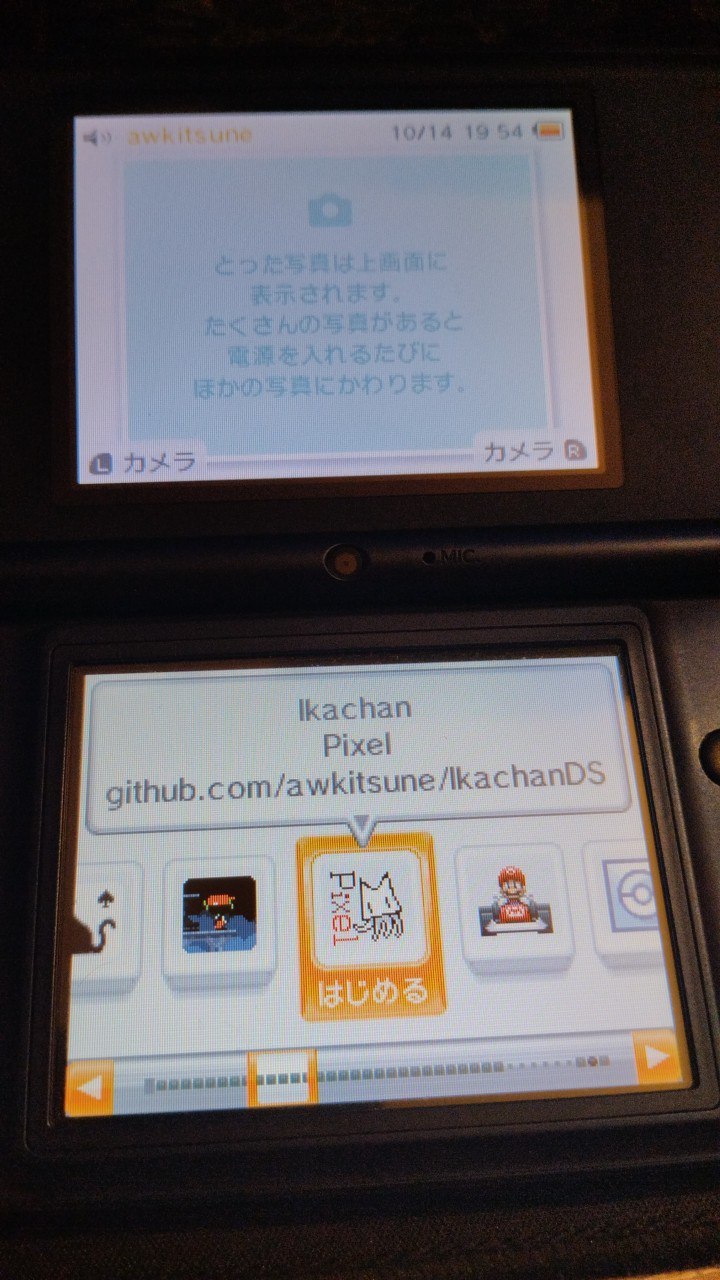 awkitsune 10/14 19 54
とった写真は上画面に
表示されます。
たくさんの写真があると
電源を入れるたびに
ほかの写真にかわります。
L カメラ カメラ R
MIC.
Ikachan
Pixel
github.com/awkitsune/IkachanDS
Pixel
はじめる